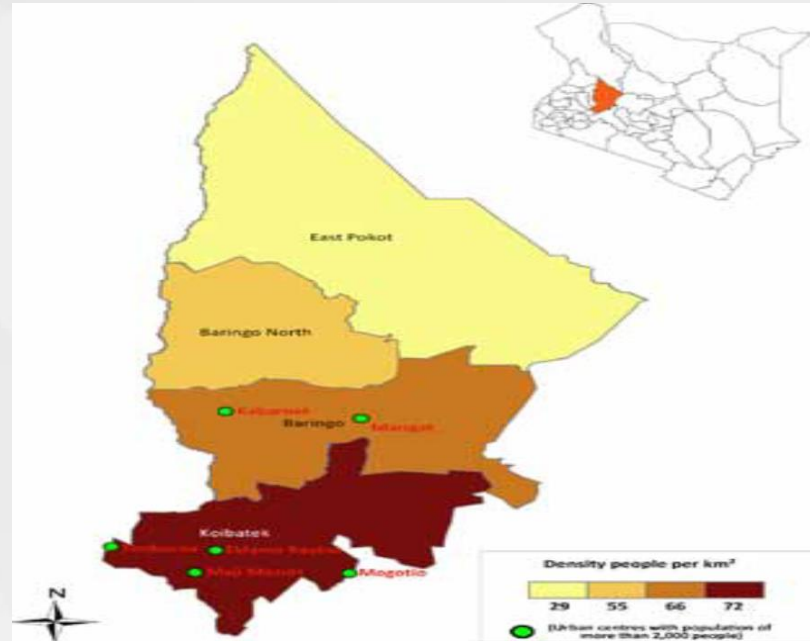 East Pokot
Baringo North
Kabarnet
Baringo
Koibatek
Eldama Ravine
Maji Mazuri
Mogotio
N
Density people per km²
29 55 66 72
(Urban centres with population of
more than 2,000 people)